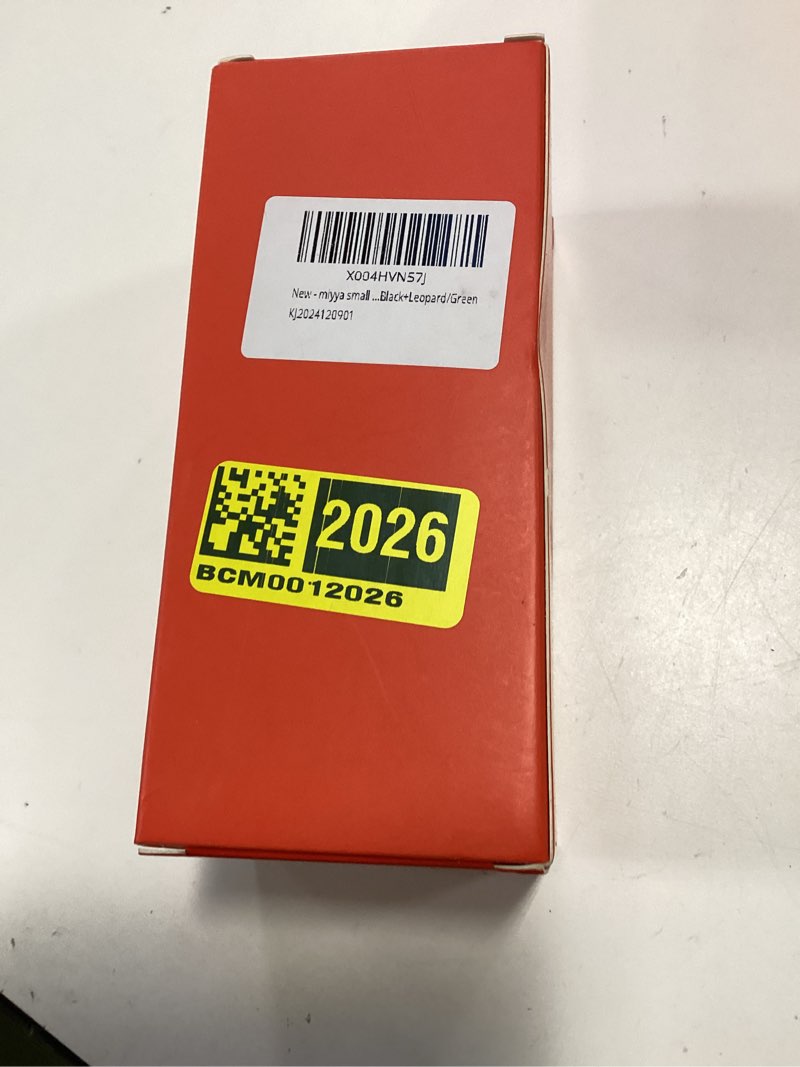 X004HVN57J
New - miyya small ...Black+Leopard/Green
KJ2024120901
2026
BCM0012026